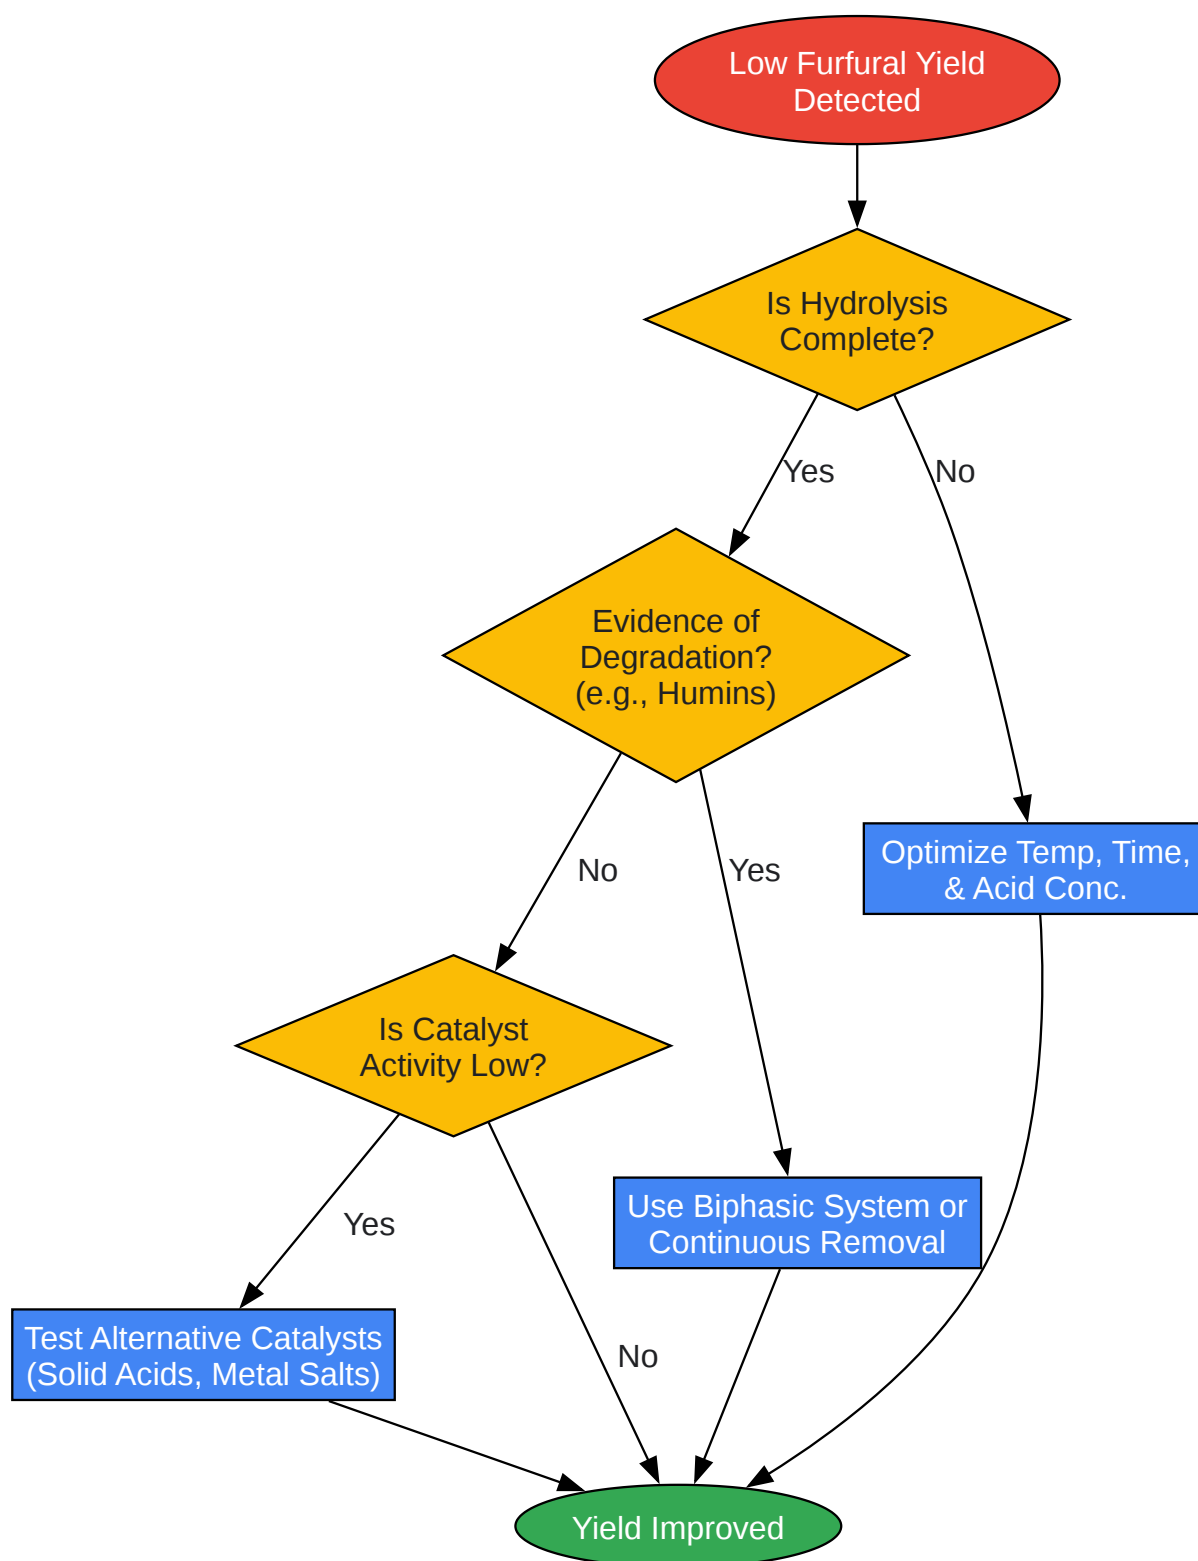 Low Furfural Yield
Detected
Is Hydrolysis
Complete?
Yes
No
Evidence of
Degradation?
(e.g., Humins)
No
Yes
Optimize Temp, Time,
& Acid Conc.
Is Catalyst
Activity Low?
Yes
Use Biphasic System or
Continuous Removal
Test Alternative Catalysts
(Solid Acids, Metal Salts)
No
Yield Improved